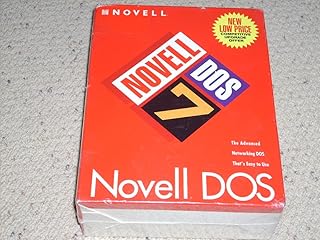 NOVELL
NEW
LOW PRICE
COMPETITIVE
UPGRADE
OFFER
NOVELL
DOS
7
The Advanced
Networking DOS
That's Easy to Use
Novell DOS